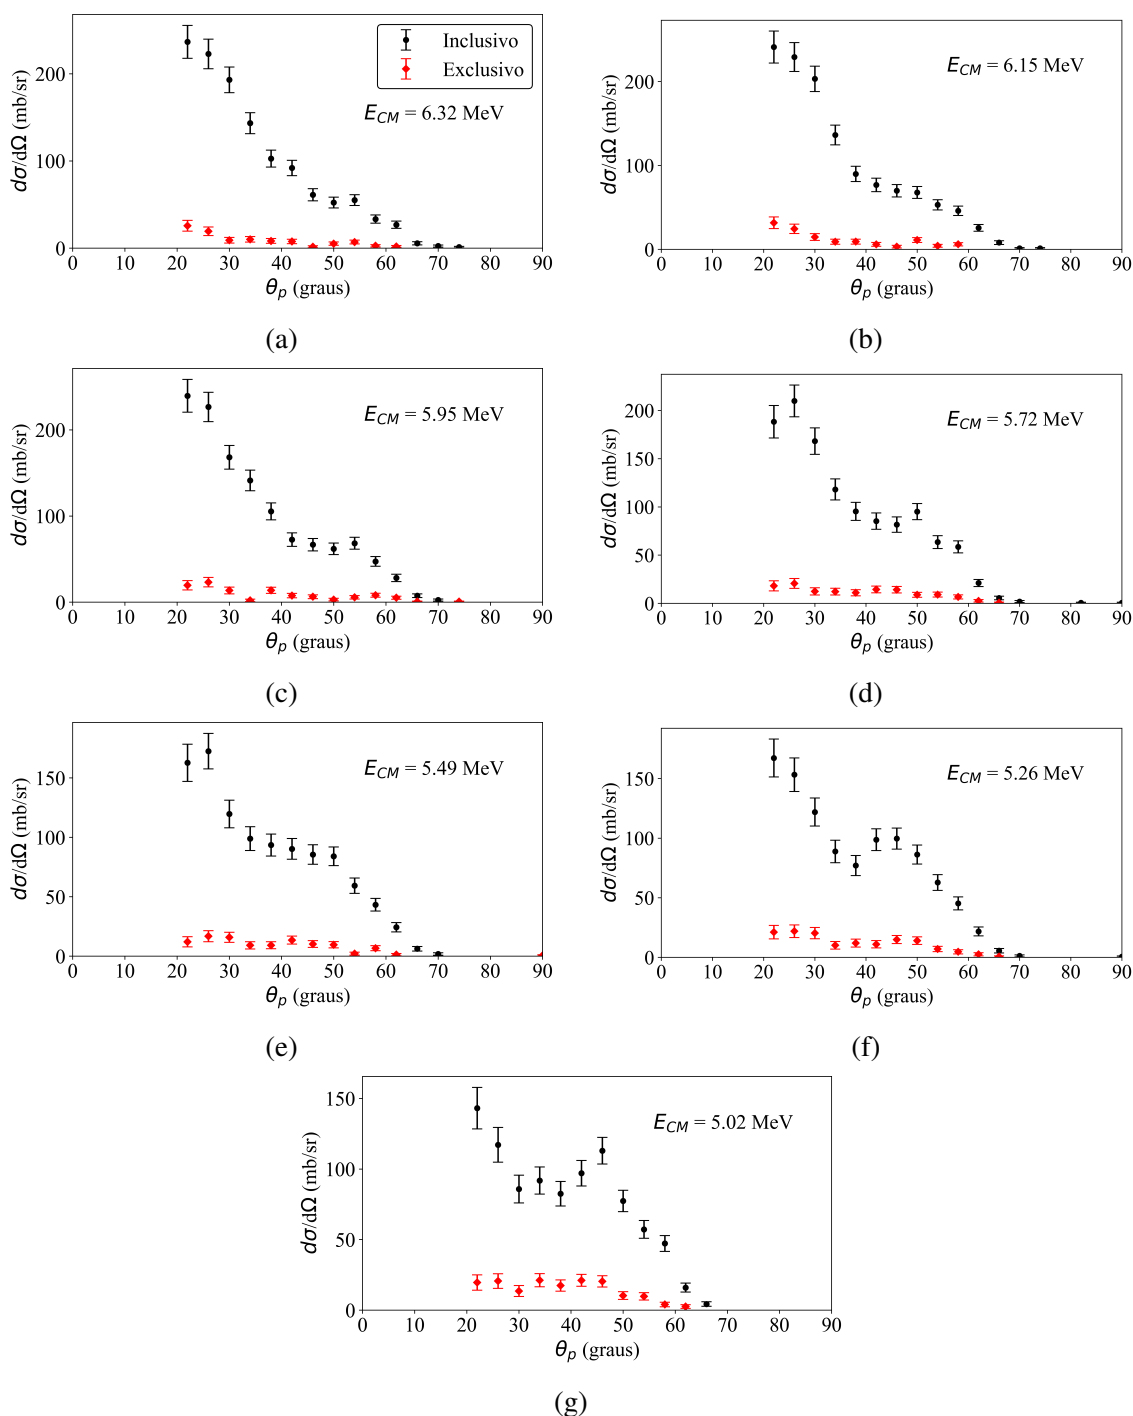 Inclusivo
Exclusivo
E_CM = 6.32 MeV
dσ/dΩ (mb/sr)
200
100
0
0 10 20 30 40 50 60 70 80 90
θ_p (graus)
(a)
E_CM = 6.15 MeV
dσ/dΩ (mb/sr)
200
100
0
0 10 20 30 40 50 60 70 80 90
θ_p (graus)
(b)
E_CM = 5.95 MeV
dσ/dΩ (mb/sr)
200
100
0
0 10 20 30 40 50 60 70 80 90
θ_p (graus)
(c)
E_CM = 5.72 MeV
dσ/dΩ (mb/sr)
200
150
100
50
0
0 10 20 30 40 50 60 70 80 90
θ_p (graus)
(d)
E_CM = 5.49 MeV
dσ/dΩ (mb/sr)
150
100
50
0
0 10 20 30 40 50 60 70 80 90
θ_p (graus)
(e)
E_CM = 5.26 MeV
dσ/dΩ (mb/sr)
150
100
50
0
0 10 20 30 40 50 60 70 80 90
θ_p (graus)
(f)
E_CM = 5.02 MeV
dσ/dΩ (mb/sr)
150
100
50
0
0 10 20 30 40 50 60 70 80 90
θ_p (graus)
(g)